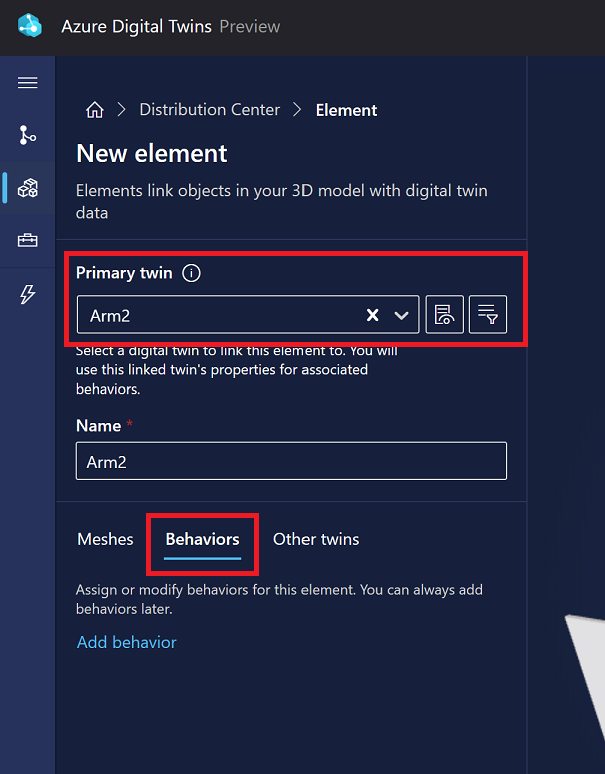 Azure Digital Twins Preview
Distribution Center Element
New element
Elements link objects in your 3D model with digital twin
data
Primary twin
Arm2
Select a digital twin to link this element to. You will
use this linked twin's properties for associated
behaviors.
Name *
Arm2
Meshes Behaviors Other twins
Assign or modify behaviors for this element. You can always add
behaviors later.
Add behavior